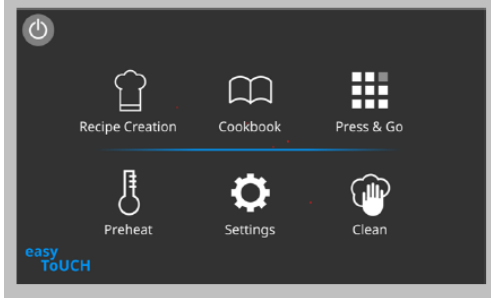 Recipe Creation
Cookbook
Press & Go
Preheat
Settings
Clean
easy
ToUCH